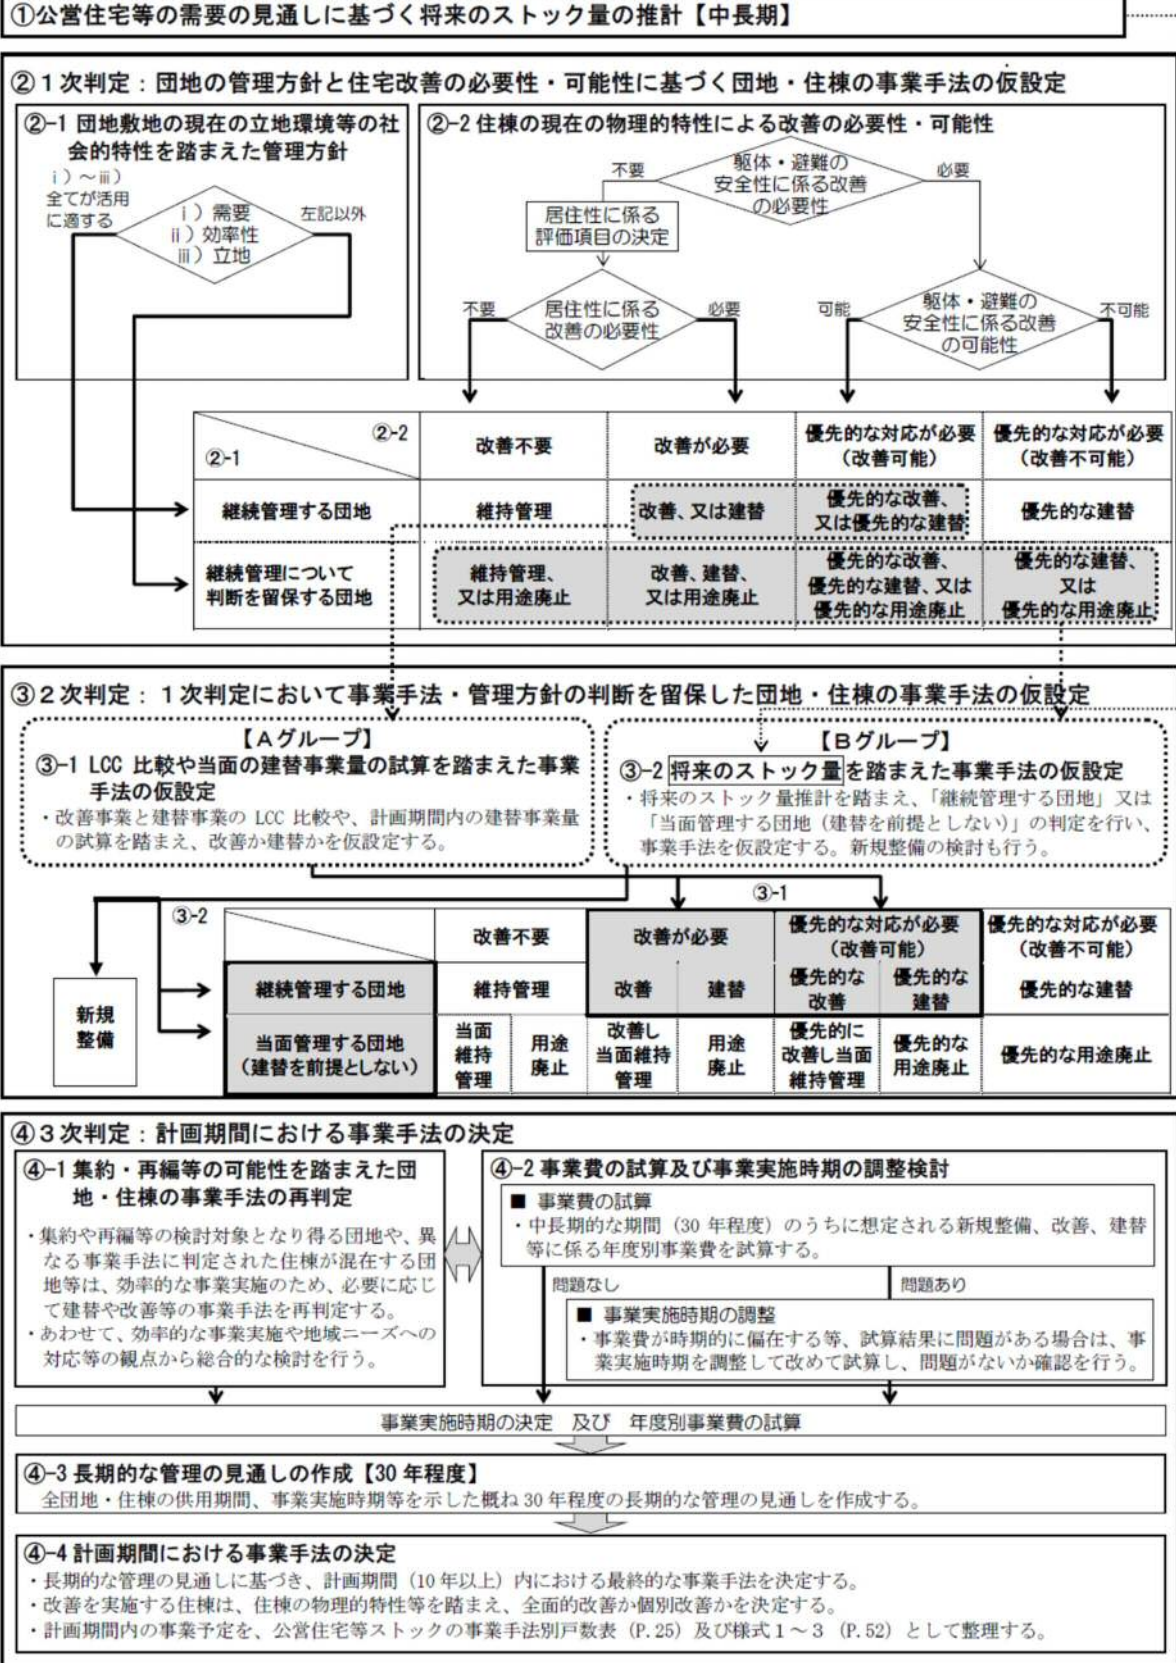 ①公営住宅等の需要の見通しに基づく将来のストック量の推計【中長期】
②1次判定：団地の管理方針と住宅改善の必要性・可能性に基づく団地・住棟の事業手法の仮設定
②-1 団地敷地の現在の立地環境等の社
会的特性を踏まえた管理方針
ⅰ）～ⅲ）
全てが活用
に適する
ⅰ）需要
ⅱ）効率性
ⅲ）立地
左記以外
②-2 住棟の現在の物理的特性による改善の必要性・可能性
不要
躯体・避難の
安全性に係る改善
の必要性
必要
居住性に係る
評価項目の決定
不要
居住性に係る
改善の必要性
必要
可能
躯体・避難の
安全性に係る改善
の可能性
不可能
②-2
②-1
改善不要
改善が必要
優先的な対応が必要
（改善可能）
優先的な対応が必要
（改善不可能）
継続管理する団地
維持管理
改善、又は建替
優先的な改善、
又は優先的な建替
優先的な建替
継続管理について
判断を留保する団地
維持管理、
又は用途廃止
改善、建替、
又は用途廃止
優先的な改善、
優先的な建替、又は
優先的な用途廃止
優先的な建替、
又は
優先的な用途廃止
③2次判定：1次判定において事業手法・管理方針の判断を留保した団地・住棟の事業手法の仮設定
【Aグループ】
③-1 LCC 比較や当面の建替事業量の試算を踏まえた事業
手法の仮設定
・改善事業と建替事業の LCC 比較や、計画期間内の建替事業量
の試算を踏まえ、改善か建替かを仮設定する。
【Bグループ】
③-2 将来のストック量を踏まえた事業手法の仮設定
・将来のストック量推計を踏まえ、「継続管理する団地」又は
「当面管理する団地（建替を前提としない）」の判定を行い、
事業手法を仮設定する。新規整備の検討も行う。
③-1
③-2
改善不要
改善が必要
優先的な対応が必要
（改善可能）
優先的な対応が必要
（改善不可能）
新規
整備
継続管理する団地
維持管理
改善
建替
優先的な
改善
優先的な
建替
優先的な建替
当面管理する団地
（建替を前提としない）
当面
維持
管理
用途
廃止
改善し
当面維持
管理
用途
廃止
優先的に
改善し当面
維持管理
優先的な
用途廃止
優先的な用途廃止
④3次判定：計画期間における事業手法の決定
④-1 集約・再編等の可能性を踏まえた団
地・住棟の事業手法の再判定
・集約や再編等の検討対象となり得る団地や、異
なる事業手法に判定された住棟が混在する団
地等は、効率的な事業実施のため、必要に応じ
て建替や改善等の事業手法を再判定する。
・あわせて、効率的な事業実施や地域ニーズへの
対応等の観点から総合的な検討を行う。
④-2 事業費の試算及び事業実施時期の調整検討
■ 事業費の試算
・中長期的な期間（30 年程度）のうちに想定される新規整備、改善、建替
等に係る年度別事業費を試算する。
問題なし
問題あり
■ 事業実施時期の調整
・事業費が時期的に偏在する等、試算結果に問題がある場合は、事
業実施時期を調整して改めて試算し、問題がないか確認を行う。
事業実施時期の決定 及び 年度別事業費の試算
④-3 長期的な管理の見通しの作成【30 年程度】
全団地・住棟の供用期間、事業実施時期等を示した概ね 30 年程度の長期的な管理の見通しを作成する。
④-4 計画期間における事業手法の決定
・長期的な管理の見通しに基づき、計画期間（10 年以上）内における最終的な事業手法を決定する。
・改善を実施する住棟は、住棟の物理的特性等を踏まえ、全面的改善か個別改善かを決定する。
・計画期間内の事業予定を、公営住宅等ストックの事業手法別戸数表（P.25）及び様式１～３（P.52）として整理する。